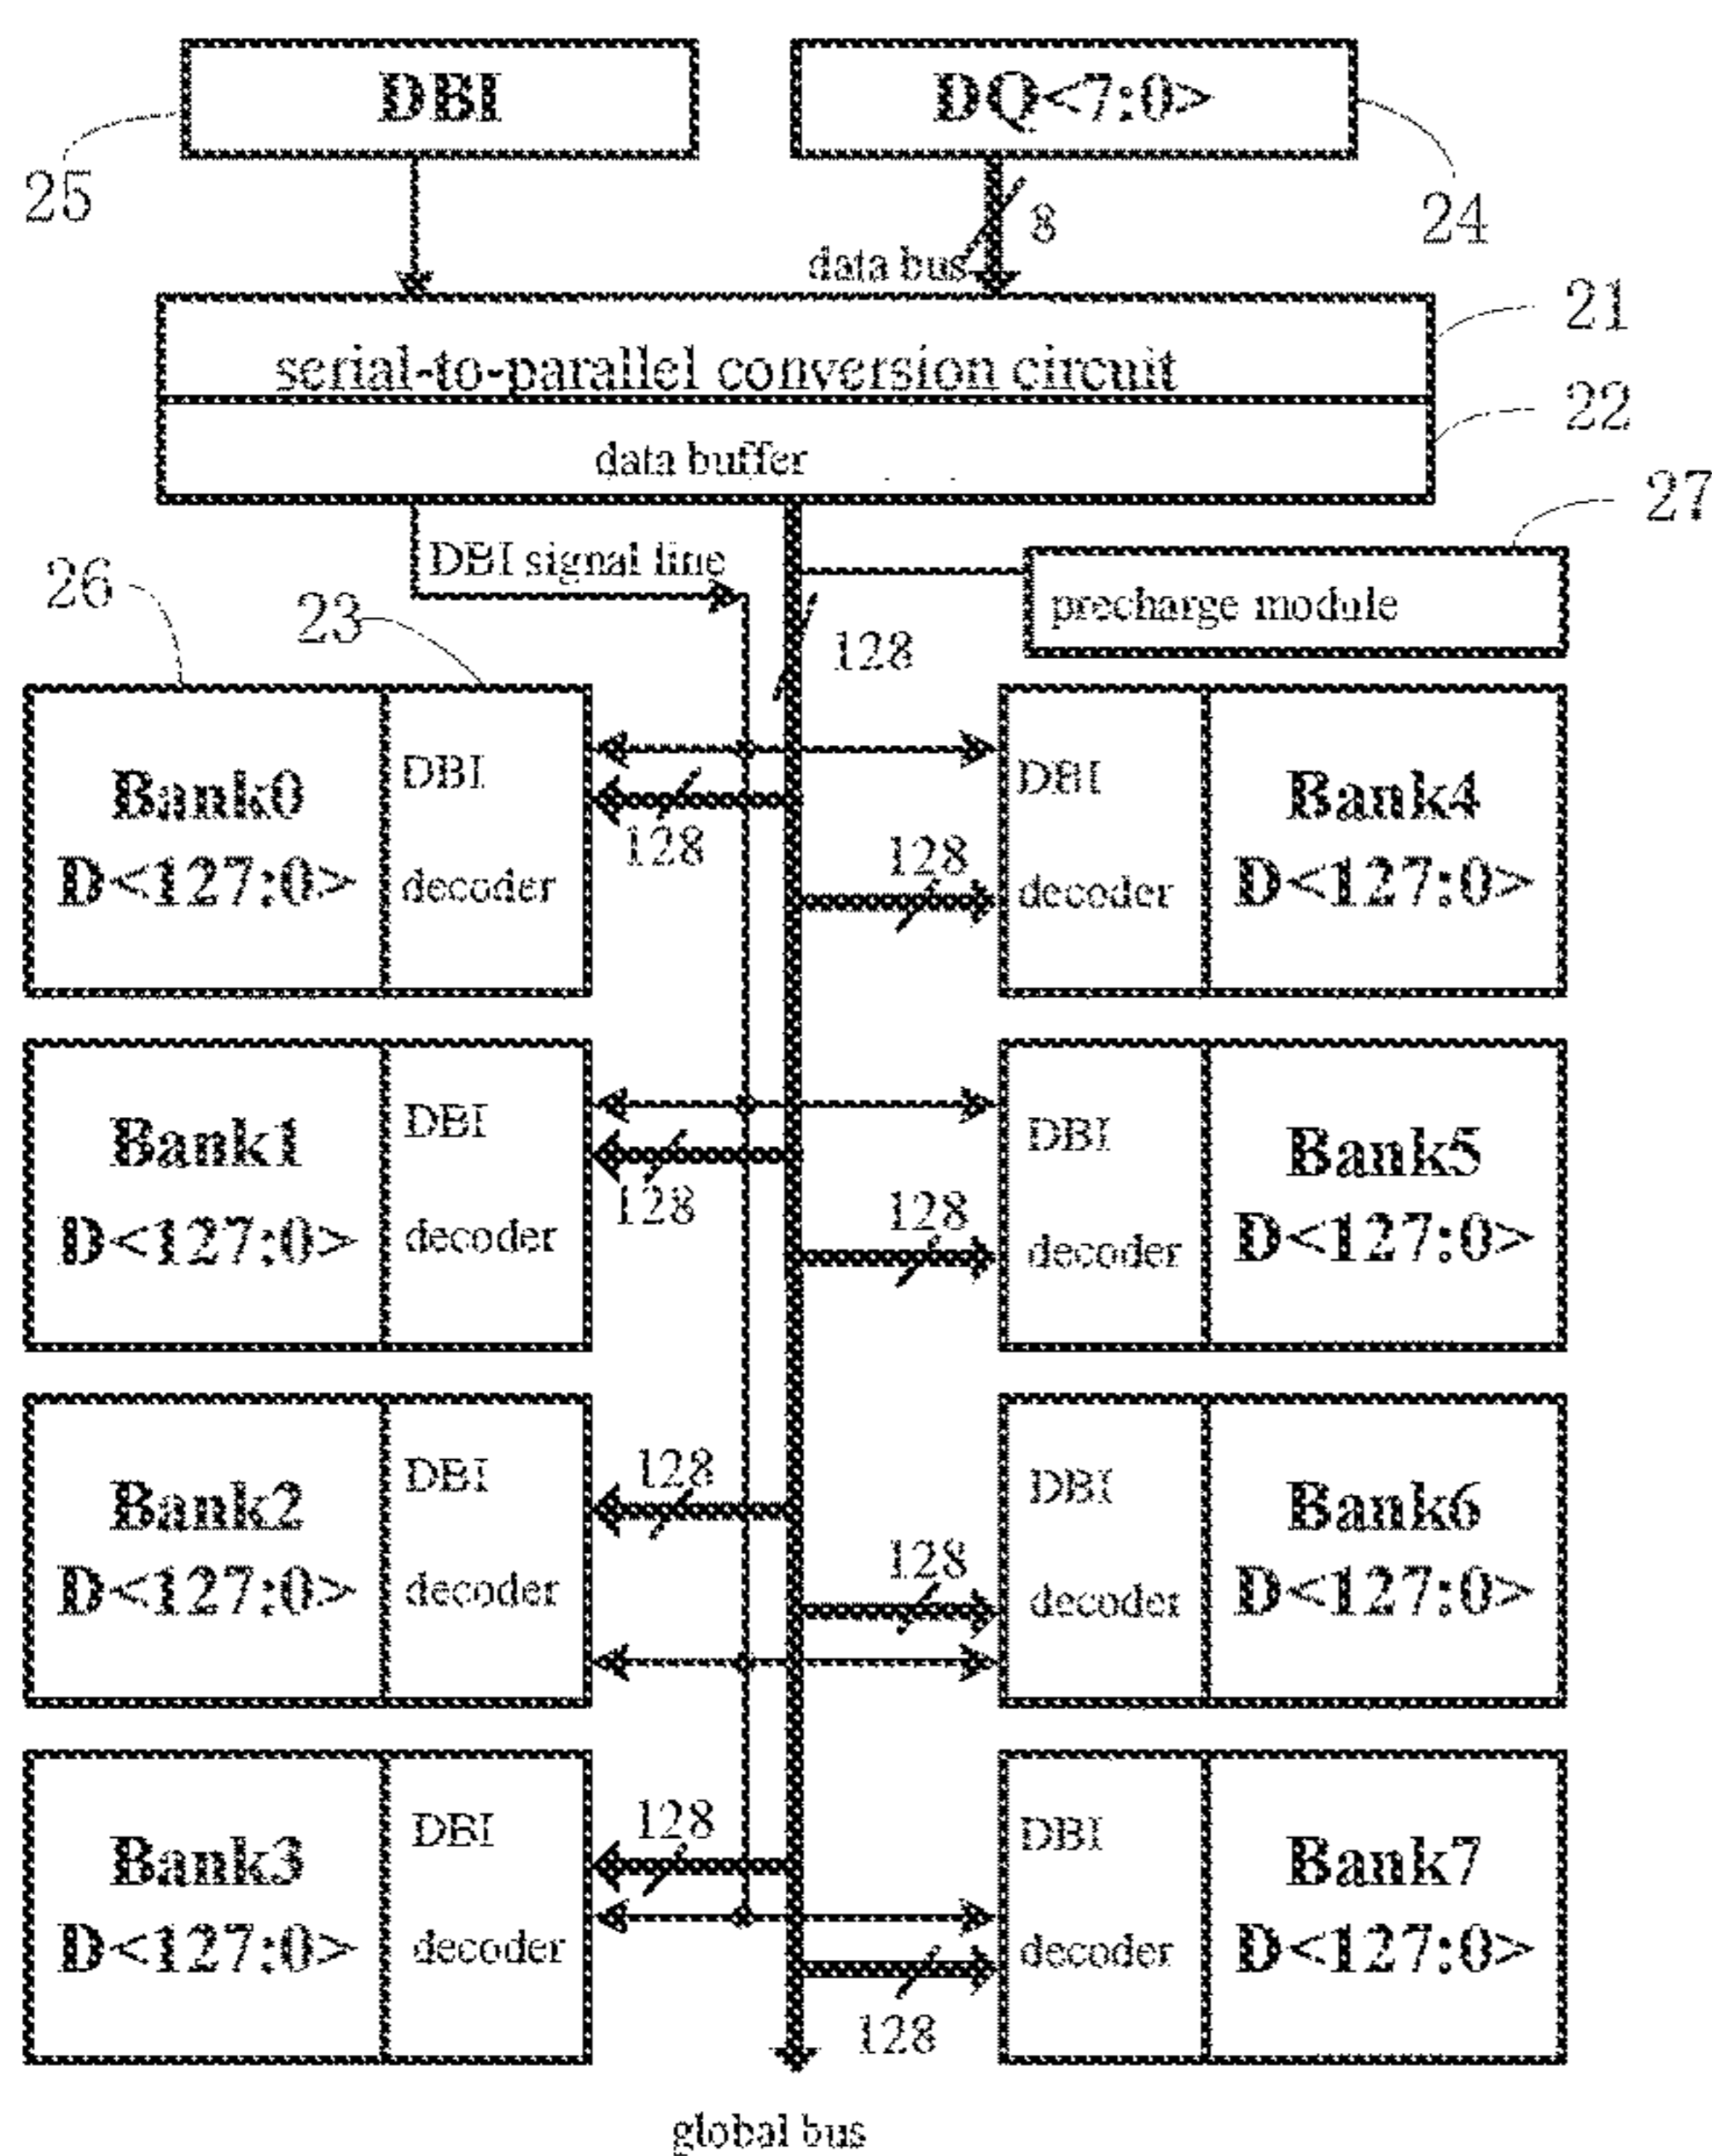 DBI
DQ<7:0>
25
24
8
data bus
21
serial-to-parallel conversion circuit
22
data buffer
27
DBI signal line
precharge module
26
23
128
Bank0
D<127:0>
DBI
decoder
128
128
DBI
decoder
Bank4
D<127:0>
Bank1
D<127:0>
DBI
decoder
128
128
DBI
decoder
Bank5
D<127:0>
Bank2
D<127:0>
DBI
decoder
128
128
DBI
decoder
Bank6
D<127:0>
Bank3
D<127:0>
DBI
decoder
128
128
DBI
decoder
Bank7
D<127:0>
global bus